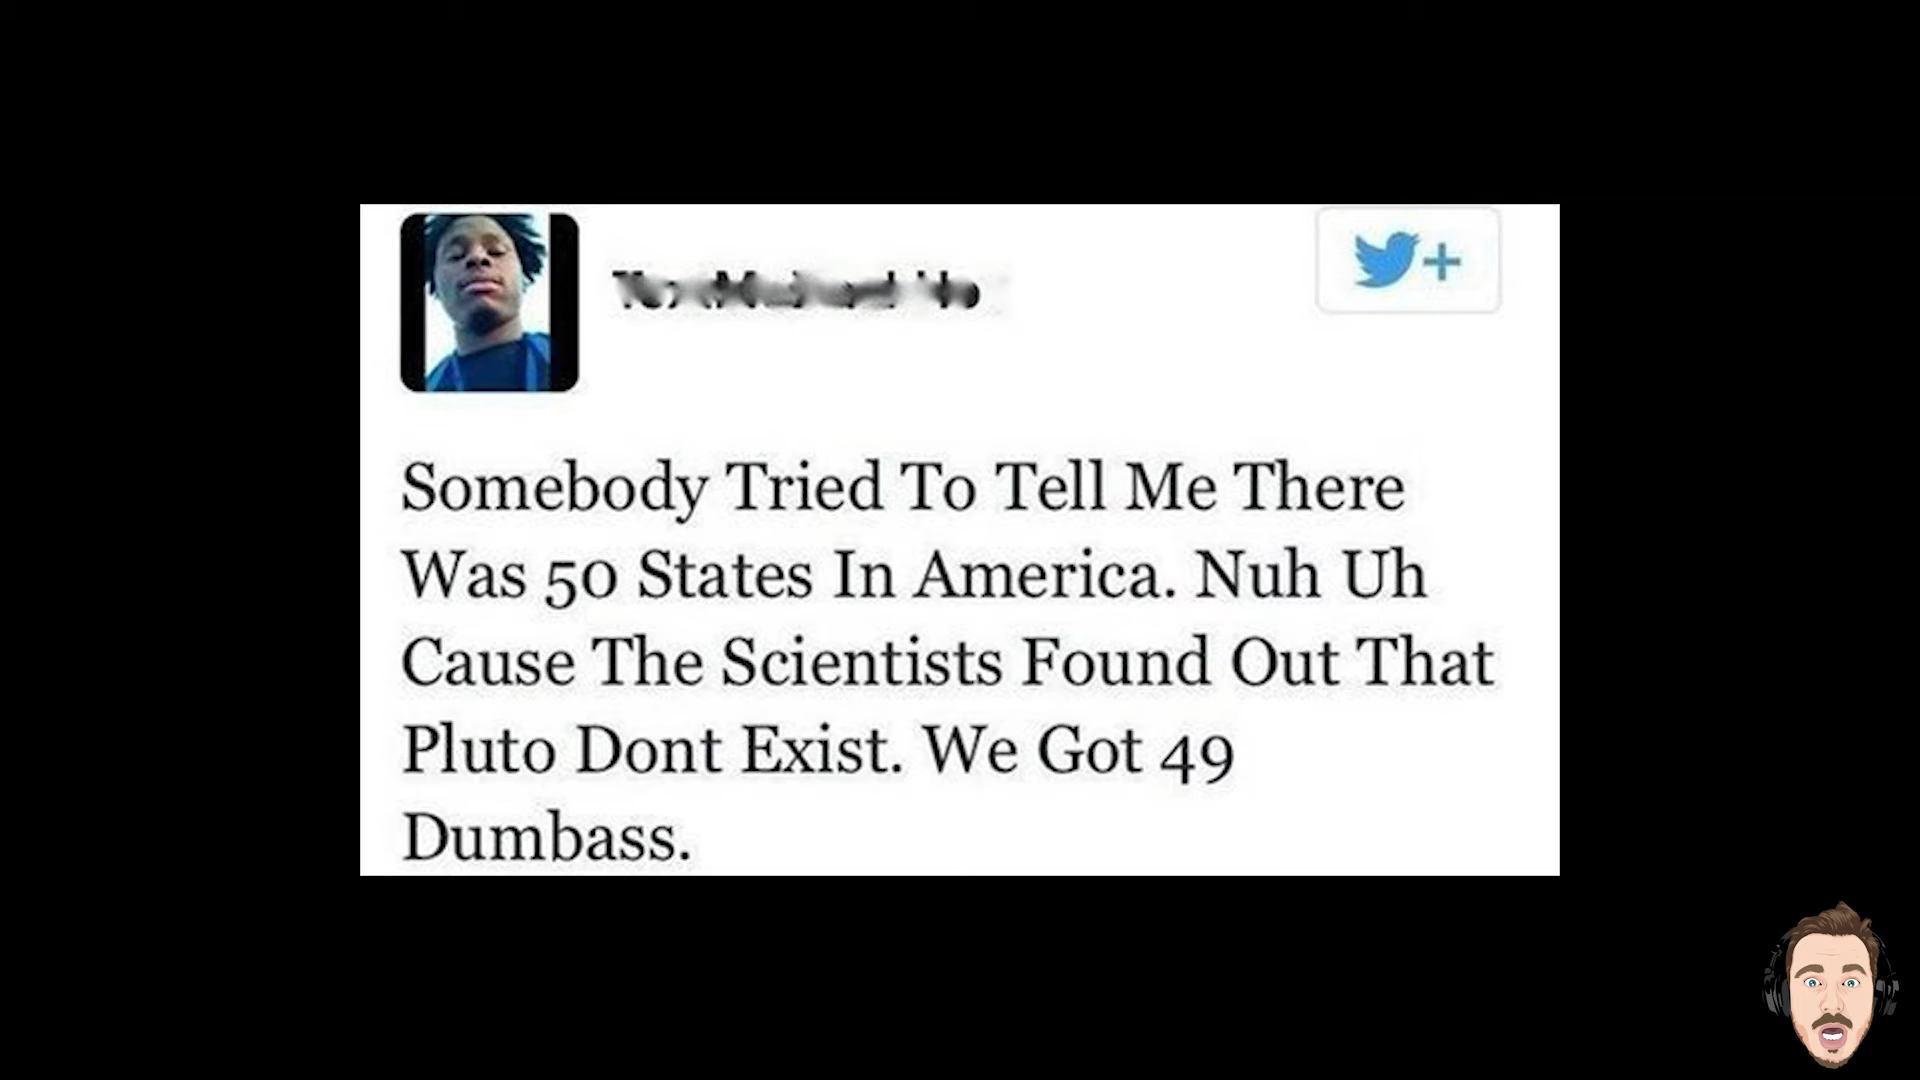 Somebody Tried To Tell Me There
Was 50 States In America. Nuh Uh
Cause The Scientists Found Out That
Pluto Dont Exist. We Got 49
Dumbass.